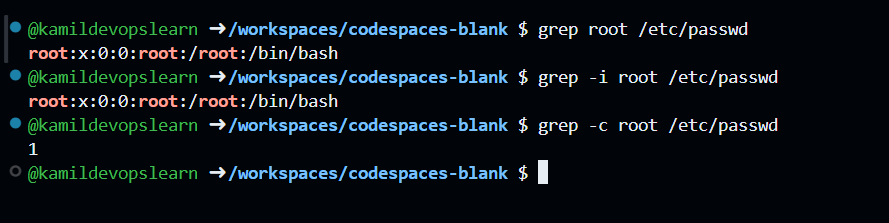 @kamildevopslearn ➜/workspaces/codespaces-blank $ grep root /etc/passwd
root:x:0:0:root:/root:/bin/bash
@kamildevopslearn ➜/workspaces/codespaces-blank $ grep -i root /etc/passwd
root:x:0:0:root:/root:/bin/bash
@kamildevopslearn ➜/workspaces/codespaces-blank $ grep -c root /etc/passwd
1
@kamildevopslearn ➜/workspaces/codespaces-blank $